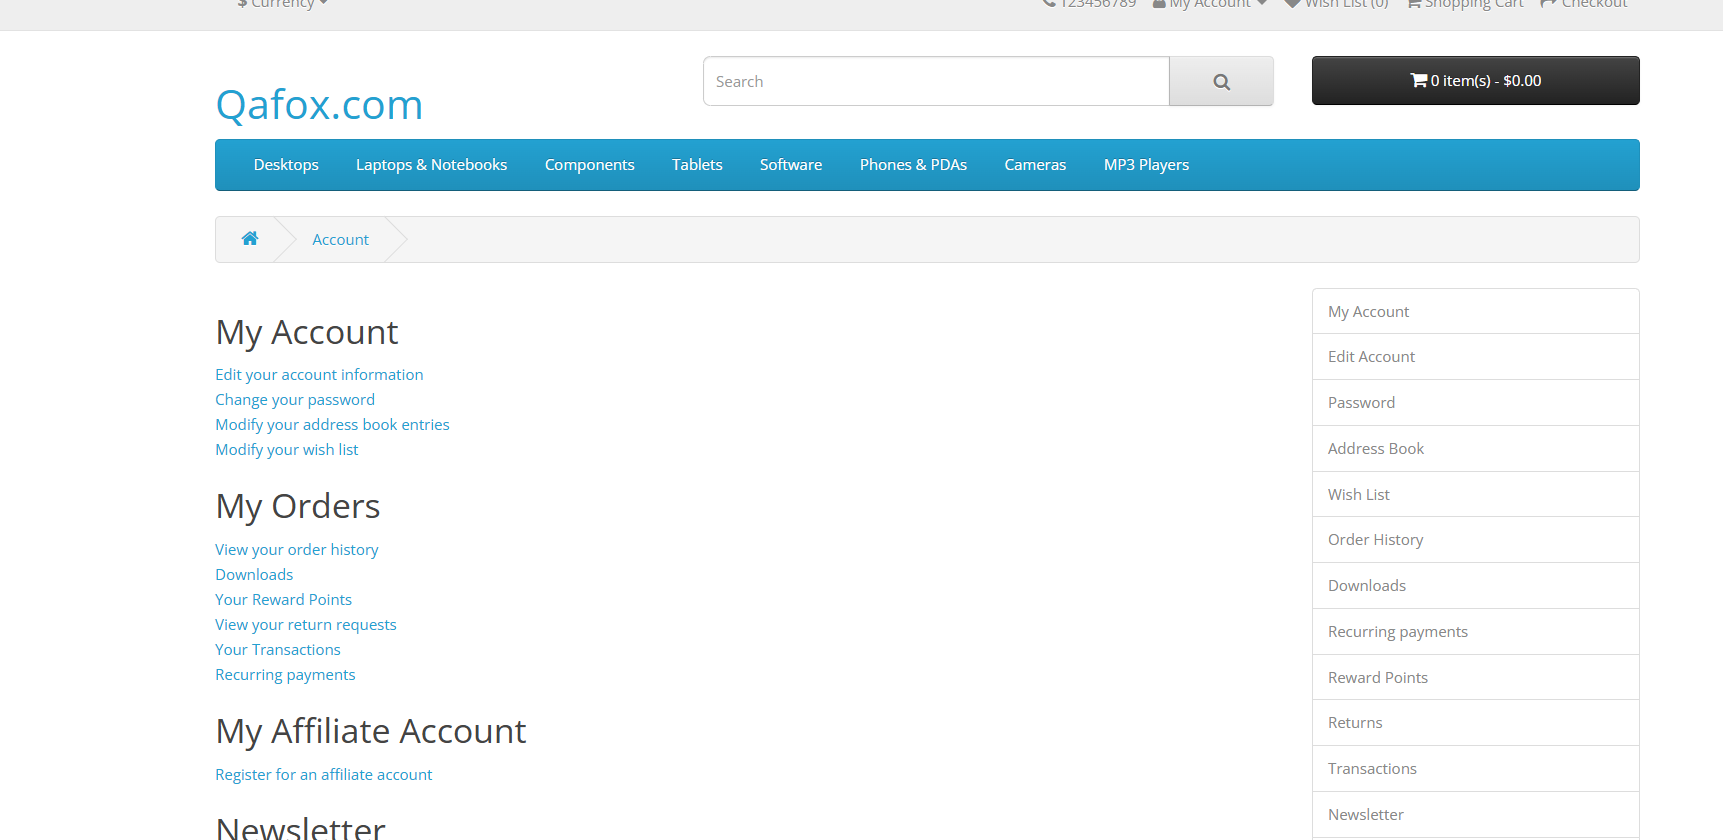 $ Currency
123456789 My Account Wish List (0) Shopping Cart Checkout
Qafox.com
Search
0 item(s) - $0.00
Desktops Laptops & Notebooks Components Tablets Software Phones & PDAs Cameras MP3 Players
Account
My Account
Edit your account information
Change your password
Modify your address book entries
Modify your wish list
My Orders
View your order history
Downloads
Your Reward Points
View your return requests
Your Transactions
Recurring payments
My Affiliate Account
Register for an affiliate account
Newsletter
My Account
Edit Account
Password
Address Book
Wish List
Order History
Downloads
Recurring payments
Reward Points
Returns
Transactions
Newsletter